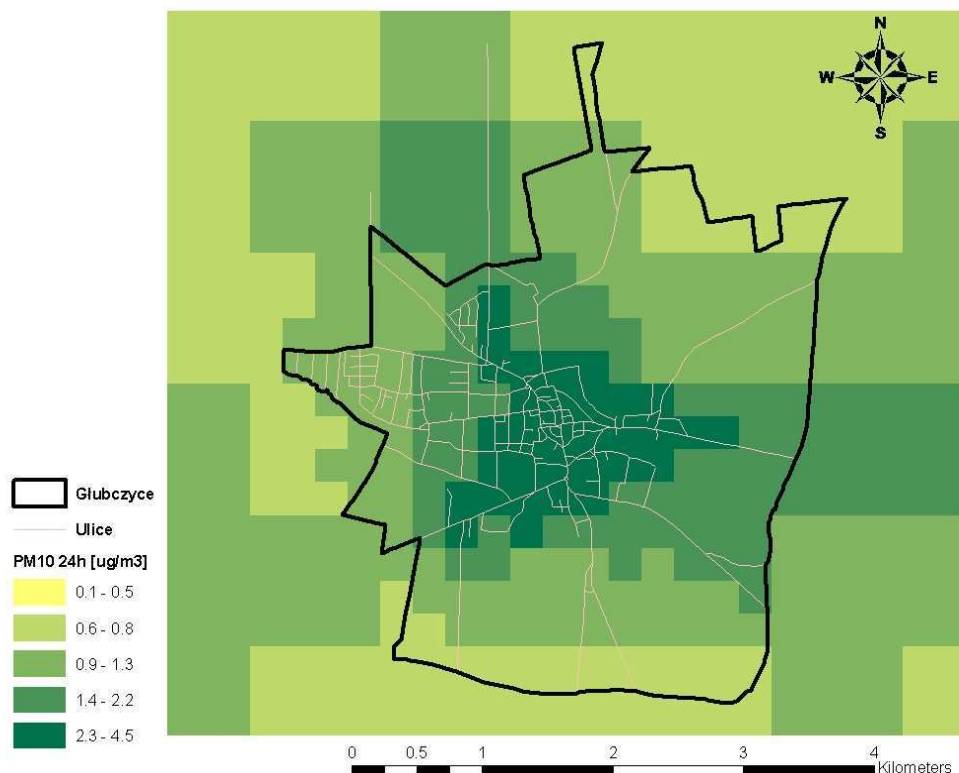 N
W E
S
Głubczyce
Ulice
PM10 24h [ug/m3]
0.1 - 0.5
0.6 - 0.8
0.9 - 1.3
1.4 - 2.2
2.3 - 4.5
0 0.5 1 2 3 4
Kilometers